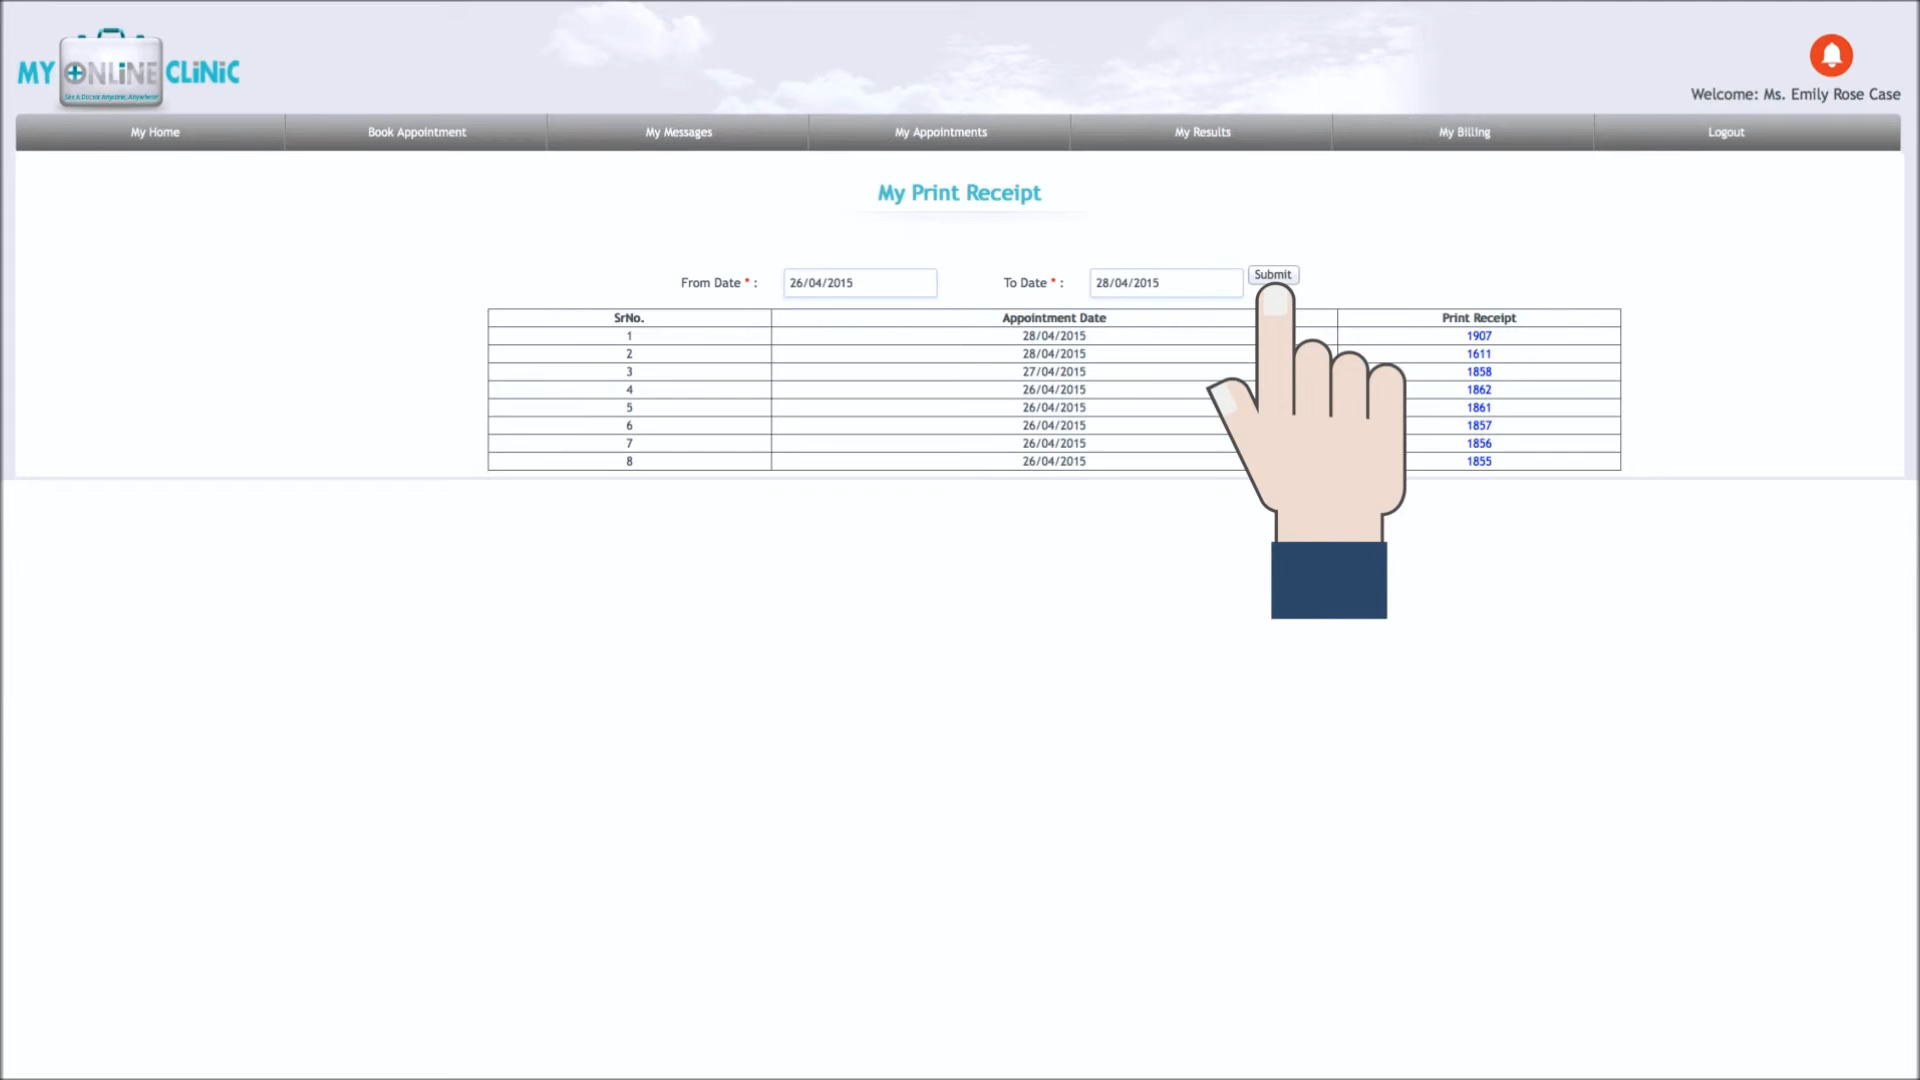 MY ONLiNE CLiNiC
See A Doctor Anytime, Anywhere
Welcome: Ms. Emily Rose Case
My Home Book Appointment My Messages My Appointments My Results My Billing Logout
My Print Receipt
From Date * : 26/04/2015 To Date * : 28/04/2015 Submit
SrNo. Appointment Date Print Receipt
1 28/04/2015 1907
2 28/04/2015 1611
3 27/04/2015 1858
4 26/04/2015 1862
5 26/04/2015 1861
6 26/04/2015 1857
7 26/04/2015 1856
8 26/04/2015 1855